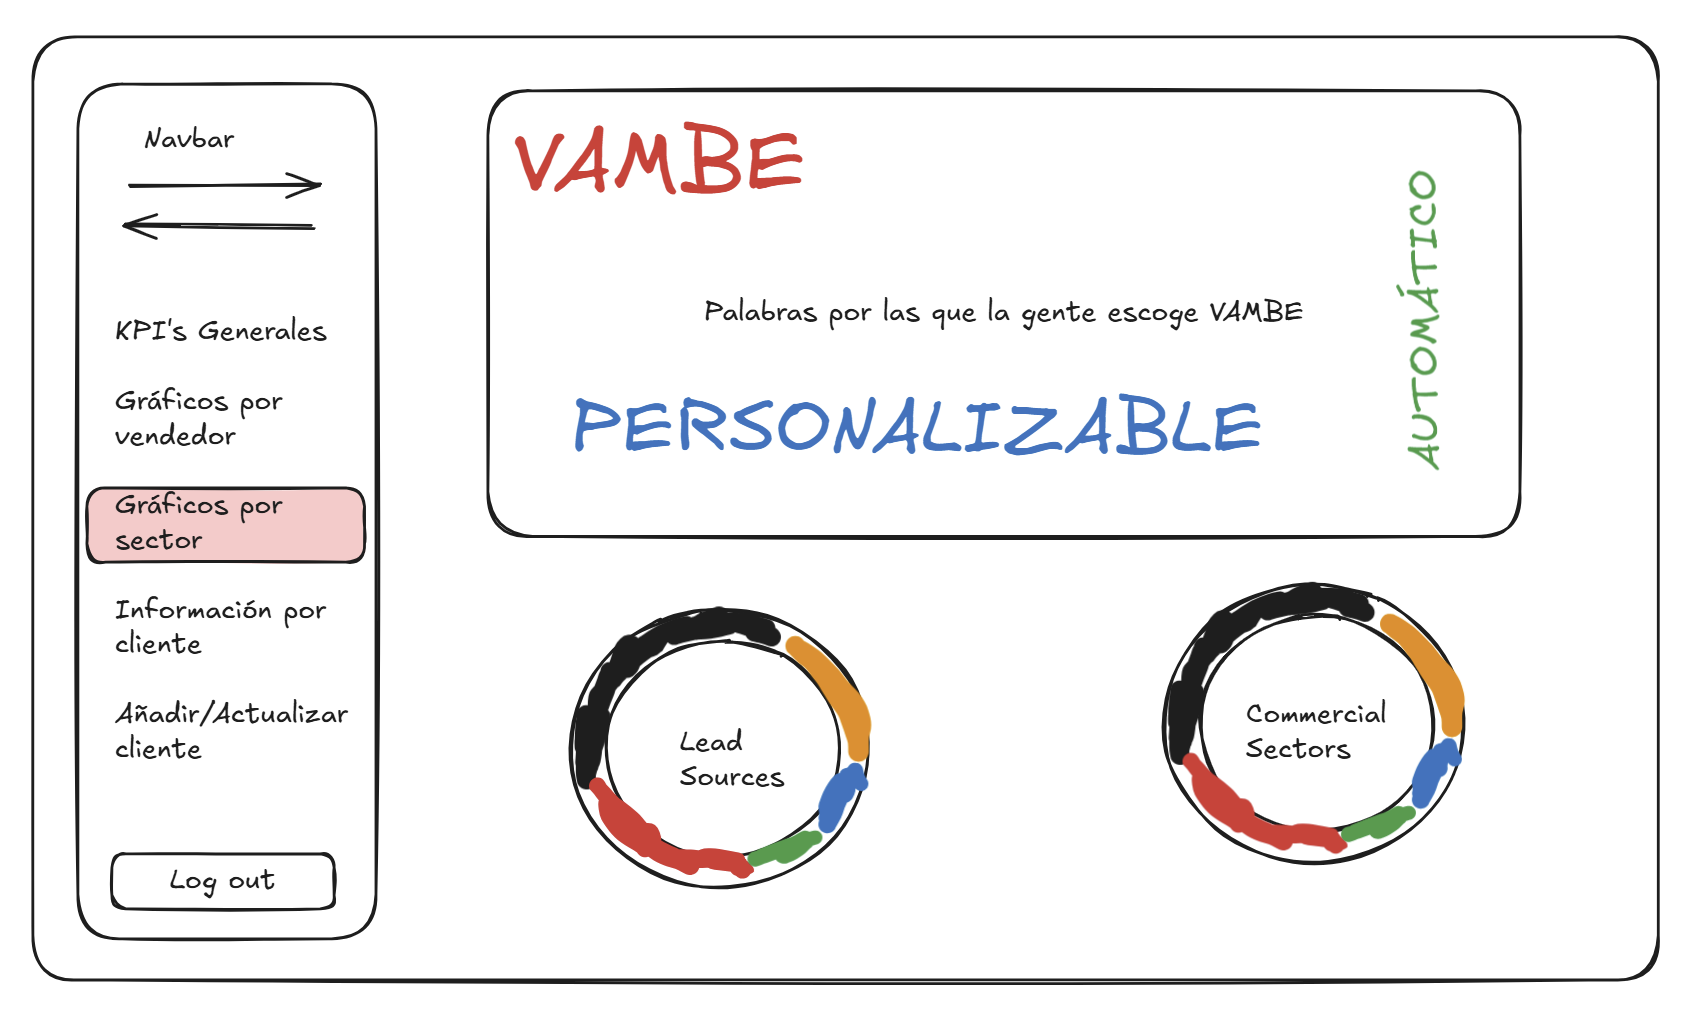 Navbar
KPI's Generales
Gráficos por
vendedor
Gráficos por
sector
Información por
cliente
Añadir/Actualizar
cliente
Log out
VAMBE
Palabras por las que la gente escoge VAMBE
PERSONALIZABLE
AUTOMÁTICO
Lead
Sources
Commercial
Sectors